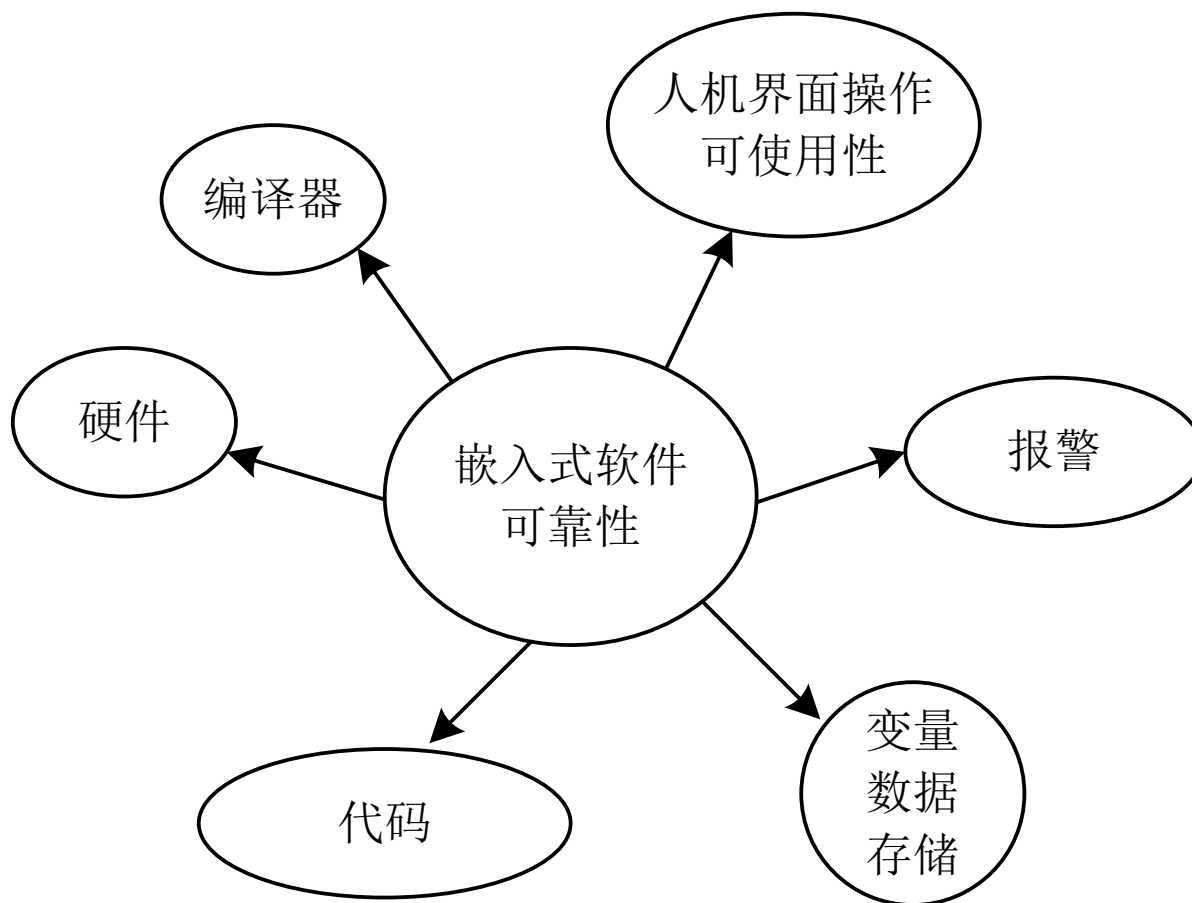 人机界面操作
可使用性
编译器
硬件
嵌入式软件
可靠性
报警
代码
变量
数据
存储